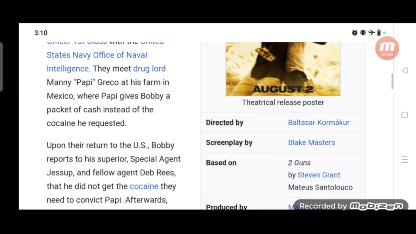 3:10
Officer 1st Class with the United
States Navy Office of Naval
Intelligence. They meet drug lord
Manny "Papi" Greco at his farm in
Mexico, where Papi gives Bobby a
packet of cash instead of the
cocaine he requested.
Upon their return to the U.S., Bobby
reports to his superior, Special Agent
Jessup, and fellow agent Deb Rees,
that he did not get the cocaine they
need to convict Papi. Afterwards,
AUGUST 2
Theatrical release poster
Directed by Baltasar Kormákur
Screenplay by Blake Masters
Based on 2 Guns
by Steven Grant
Mateus Santolouco
Produced by
Recorded by mobizen